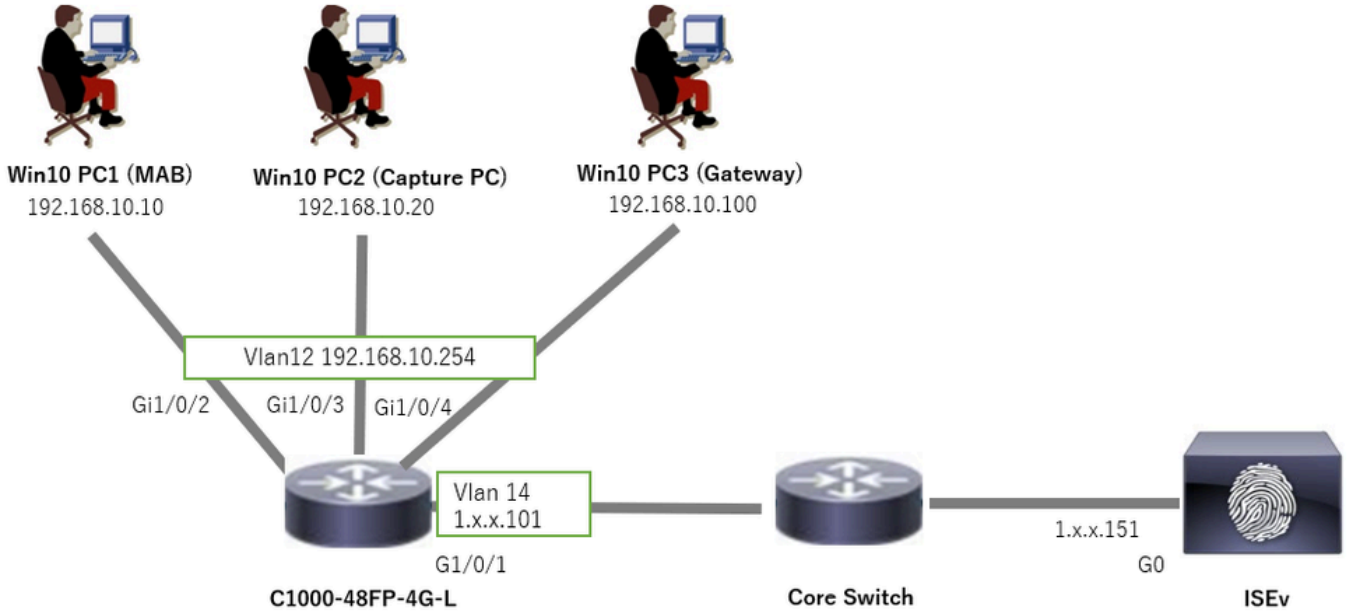 Win10 PC1 (MAB)
192.168.10.10
Win10 PC2 (Capture PC)
192.168.10.20
Win10 PC3 (Gateway)
192.168.10.100
Vlan12 192.168.10.254
Gi1/0/2
Gi1/0/3
Gi1/0/4
Vlan 14
1.x.x.101
G1/0/1
1.x.x.151
G0
C1000-48FP-4G-L
Core Switch
ISEv